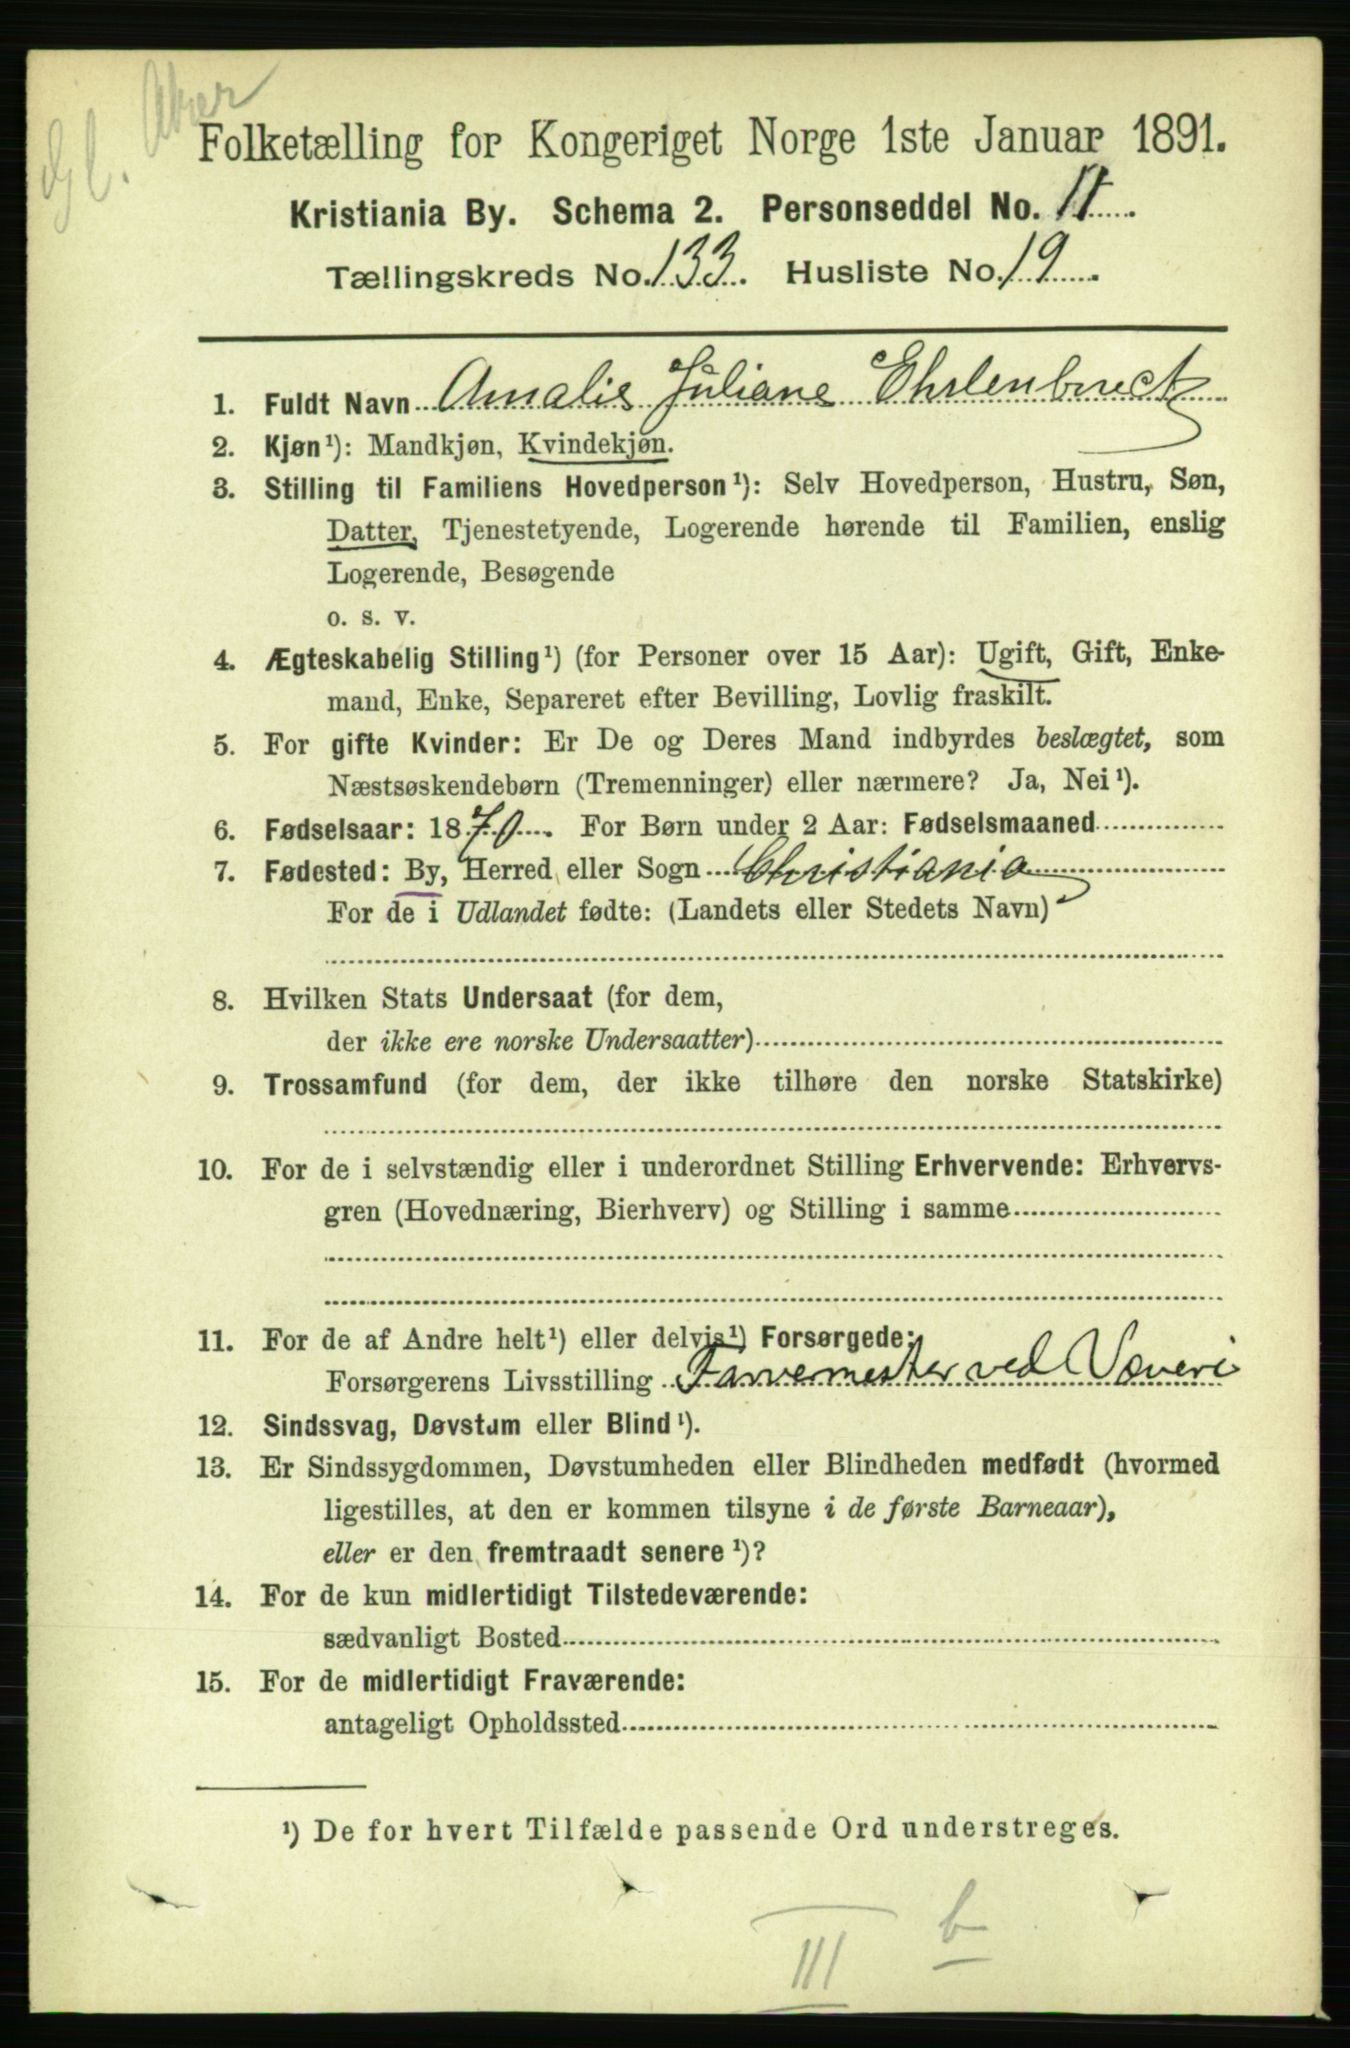 Aker
Folketælling for Kongeriget Norge 1ste Januar 1891.
Kristiania By. Schema 2. Personseddel No. 11
Tællingskreds No. 133. Husliste No. 19
1. Fuldt Navn Amalie Juliane Ehrlenbreck
2. Kjøn¹): Mandkjøn, Kvindekjøn.
3. Stilling til Familiens Hovedperson¹): Selv Hovedperson, Hustru, Søn,
Datter, Tjenestetyende, Logerende hørende til Familien, enslig
Logerende, Besøgende
o. s. v.
4. Ægteskabelig Stilling¹) (for Personer over 15 Aar): Ugift, Gift, Enke-
mand, Enke, Separeret efter Bevilling, Lovlig fraskilt.
5. For gifte Kvinder: Er De og Deres Mand indbyrdes beslægtet, som
Næstsøskendebørn (Tremenninger) eller nærmere? Ja, Nei¹).
6. Fødselsaar: 1870. For Børn under 2 Aar: Fødselsmaaned
7. Fødested: By, Herred eller Sogn Christiania
For de i Udlandet fødte: (Landets eller Stedets Navn)
8. Hvilken Stats Undersaat (for dem,
der ikke ere norske Undersaatter)
9. Trossamfund (for dem, der ikke tilhøre den norske Statskirke)
10. For de i selvstændig eller i underordnet Stilling Erhvervende: Erhvervs-
gren (Hovednæring, Bierhverv) og Stilling i samme
11. For de af Andre helt¹) eller delvis¹) Forsørgede:
Forsørgerens Livsstilling Farvemester ved Væveri
12. Sindssvag, Døvstum eller Blind¹).
13. Er Sindssygdommen, Døvstumheden eller Blindheden medfødt (hvormed
ligestilles, at den er kommen tilsyne i de første Barneaar),
eller er den fremtraadt senere¹)?
14. For de kun midlertidigt Tilstedeværende:
sædvanligt Bosted
15. For de midlertidigt Fraværende:
antageligt Opholdssted
¹) De for hvert Tilfælde passende Ord understreges.
III b